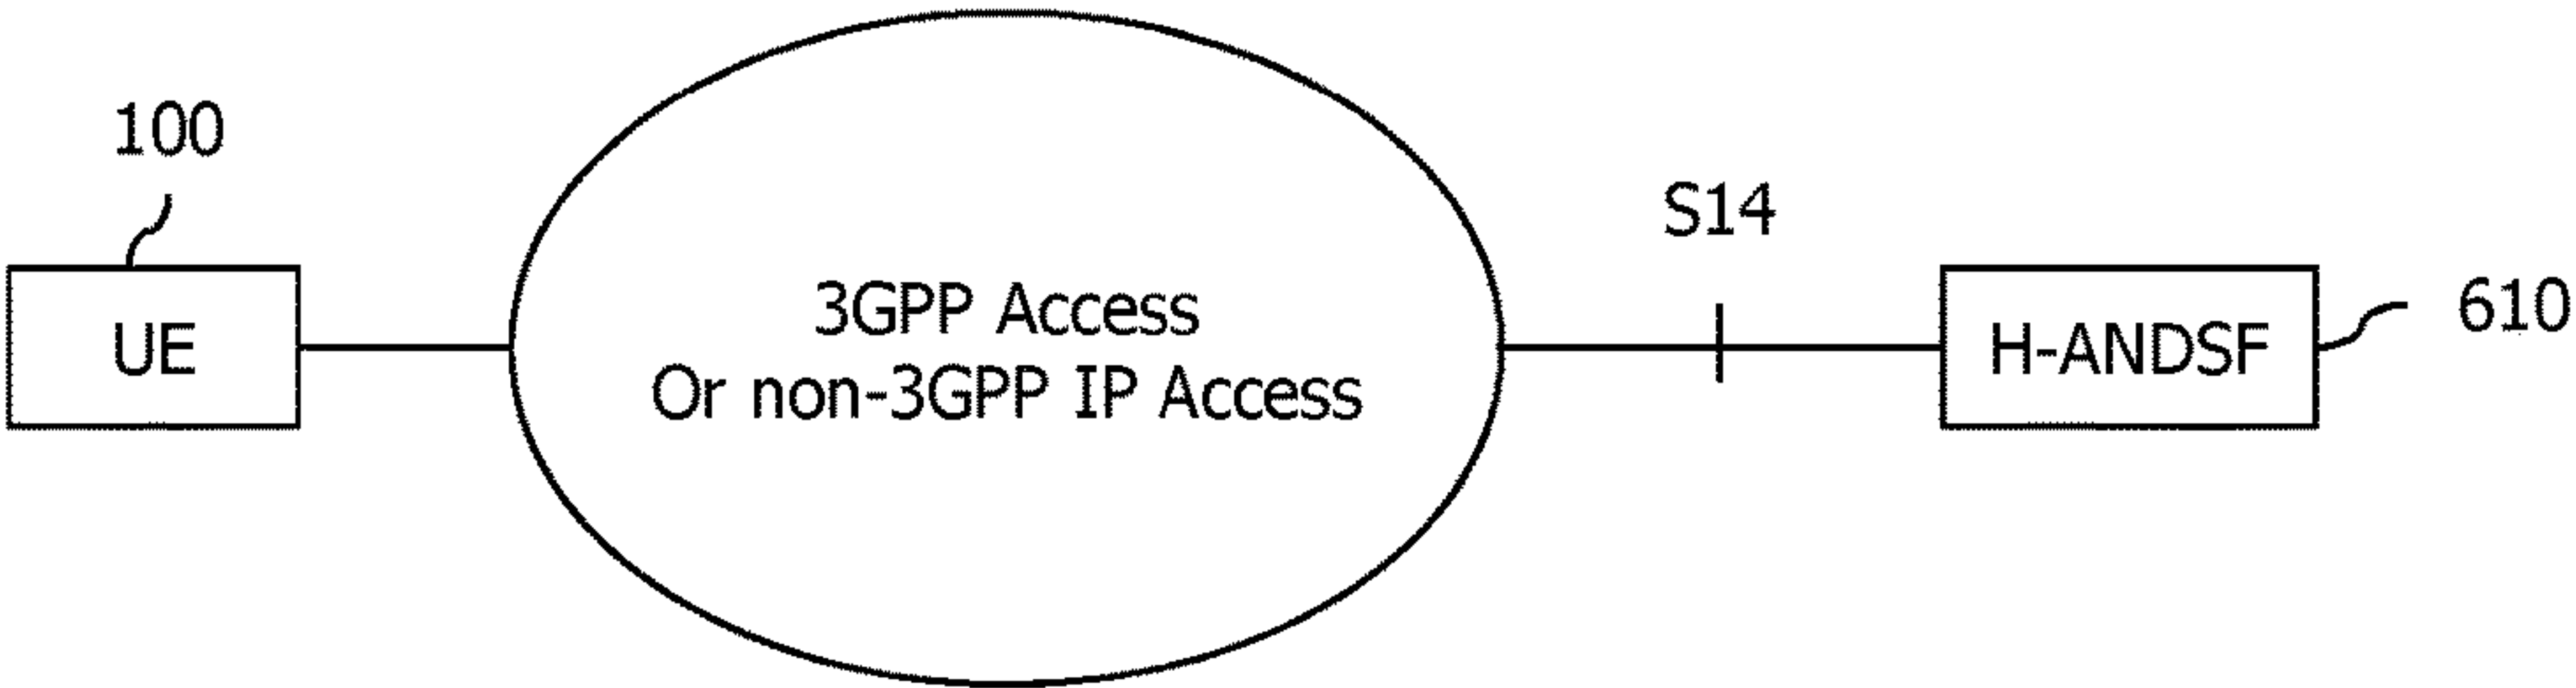 100
UE
3GPP Access
Or non-3GPP IP Access
S14
H-ANDSF
610